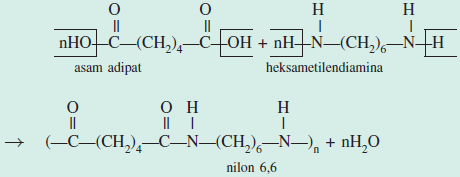 O O H H
|| || | |
nHO—C—(CH₂)₄—C—OH + nH—N—(CH₂)₆—N—H
asam adipat heksametilendiamina
O O H H
|| || | |
→ (—C—(CH₂)₄—C—N—(CH₂)₆—N—)ₙ + nH₂O
nilon 6,6